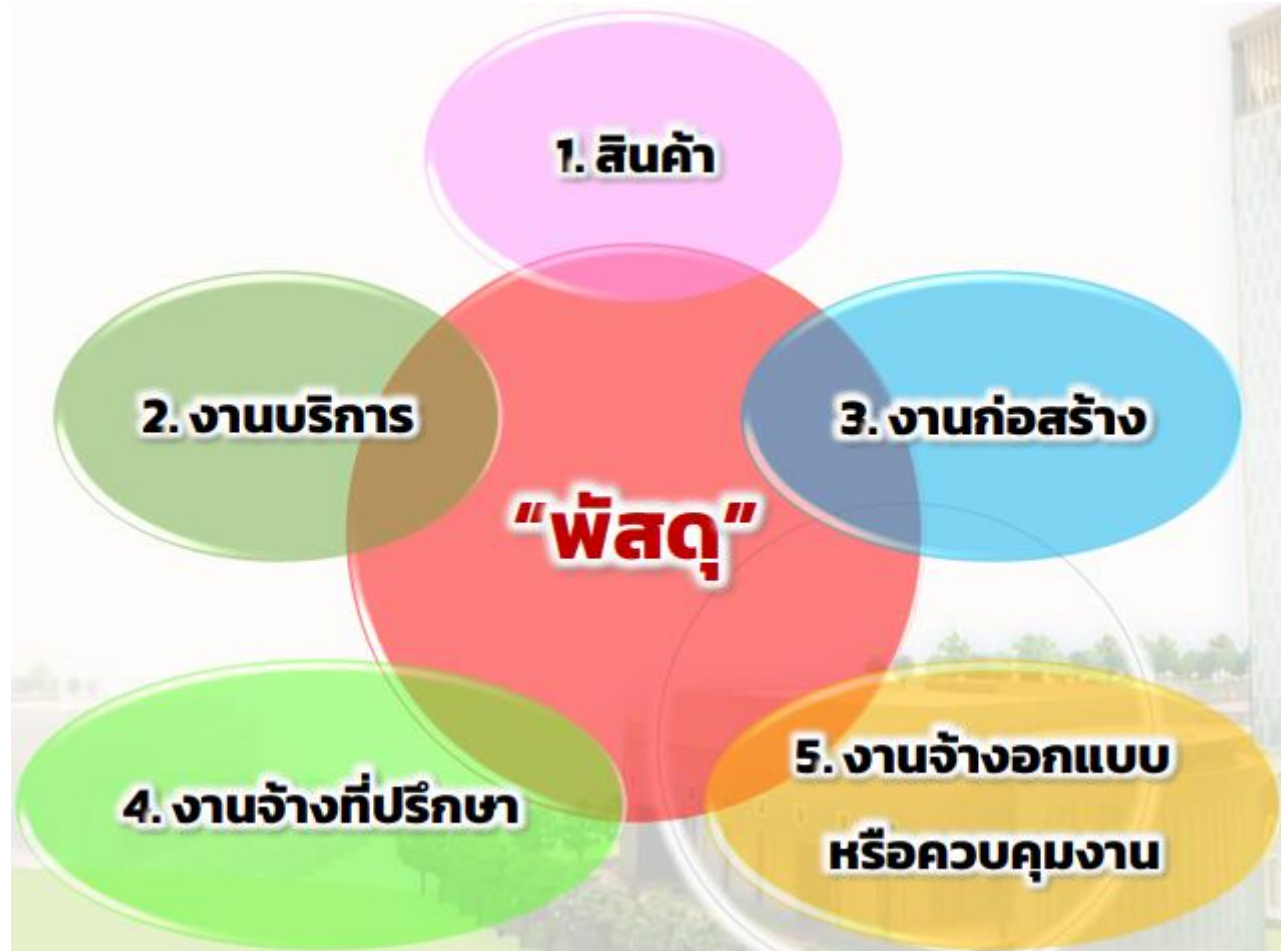 1. สินค้า
2. งานบริการ
3. งานก่อสร้าง
“พัสดุ”
4. งานจ้างที่ปรึกษา
5. งานจ้างอกแบบ
หรือควบคุมงาน